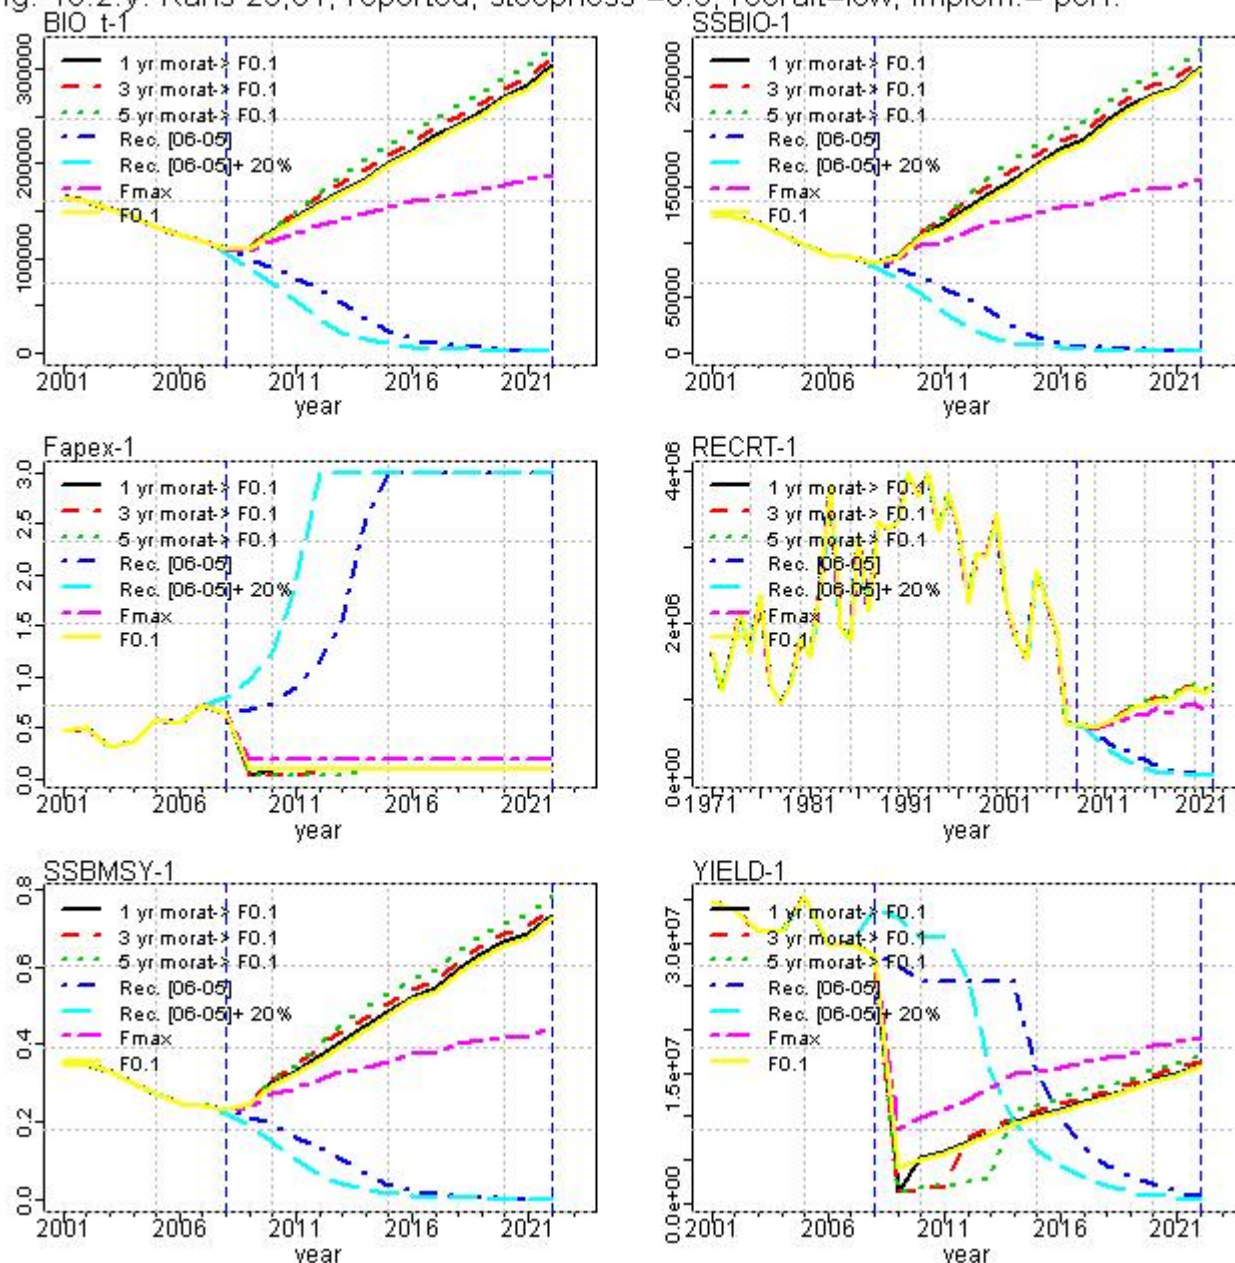 reported, steepness recruit=low, implem.= perf.
BIO_t-1
300000
200000
100000
0
1 yr morat-> F0.1
3 yr morat-> F0.1
5 yr morat-> F0.1
Rec. [06-05]
Rec. [06-05]+ 20%
Fmax
F0.1
2001 2006 2011 2016 2021
year
SSBIO-1
250000
150000
50000
0
1 yr morat-> F0.1
3 yr morat-> F0.1
5 yr morat-> F0.1
Rec. [06-05]
Rec. [06-05]+ 20%
Fmax
F0.1
2001 2006 2011 2016 2021
year
Fapex-1
3.0
2.5
2.0
1.5
1.0
0.5
0.0
1 yr morat-> F0.1
3 yr morat-> F0.1
5 yr morat-> F0.1
Rec. [06-05]
Rec. [06-05]+ 20%
Fmax
F0.1
2001 2006 2011 2016 2021
year
RECRT-1
4e+06
2e+06
0e+00
1 yr morat-> F0.1
3 yr morat-> F0.1
5 yr morat-> F0.1
Rec. [06-05]
Rec. [06-05]+ 20%
Fmax
F0.1
1971 1981 1991 2001 2011 2021
year
SSBMSY-1
0.8
0.6
0.4
0.2
0.0
1 yr morat-> F0.1
3 yr morat-> F0.1
5 yr morat-> F0.1
Rec. [06-05]
Rec. [06-05]+ 20%
Fmax
F0.1
2001 2006 2011 2016 2021
year
YIELD-1
3.0e+07
1.5e+07
0.0e+00
1 yr morat-> F0.1
3 yr morat-> F0.1
5 yr morat-> F0.1
Rec. [06-05]
Rec. [06-05]+ 20%
Fmax
F0.1
2001 2006 2011 2016 2021
year